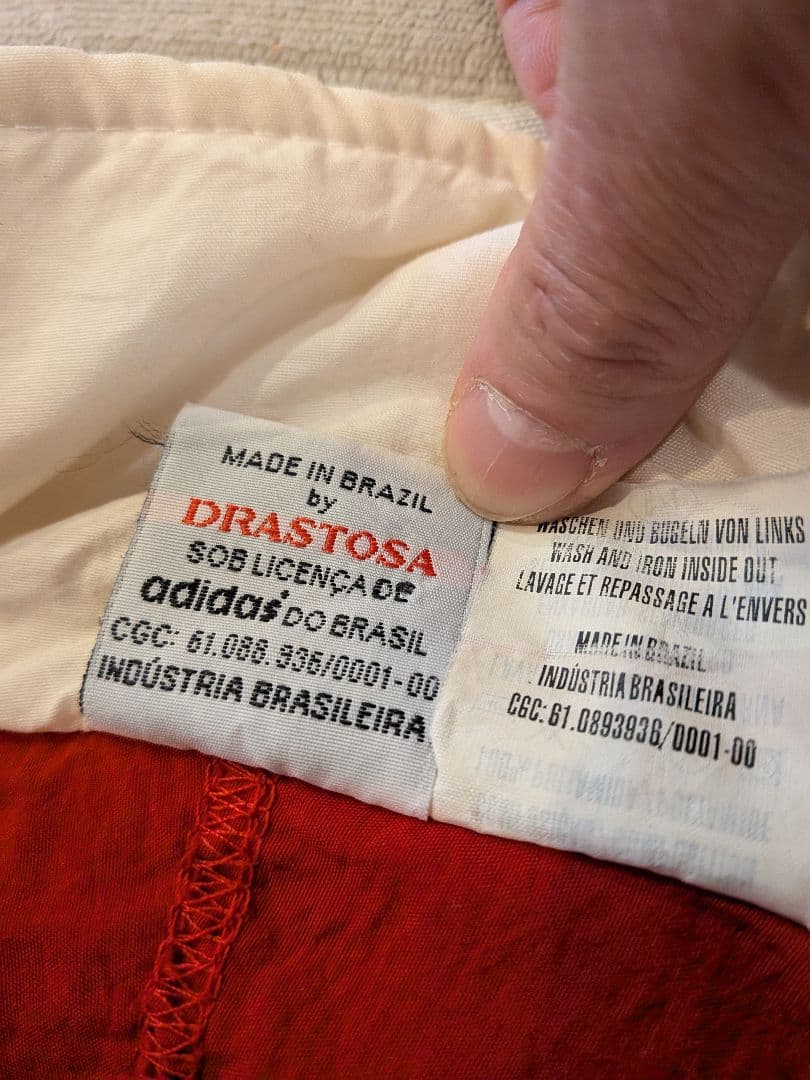 MADE IN BRAZIL
by
DRASTOSA
SOB LICENÇA DE
adidas DO BRASIL
CGC: 61.088.936/0001-00
INDÚSTRIA BRASILEIRA
WASCHEN UND BUGELN VON LINKS
WASH AND IRON INSIDE OUT
LAVAGE ET REPASSAGE A L'ENVERS
MADE IN BRAZIL
INDÚSTRIA BRASILEIRA
CGC: 61.0893936/0001-00